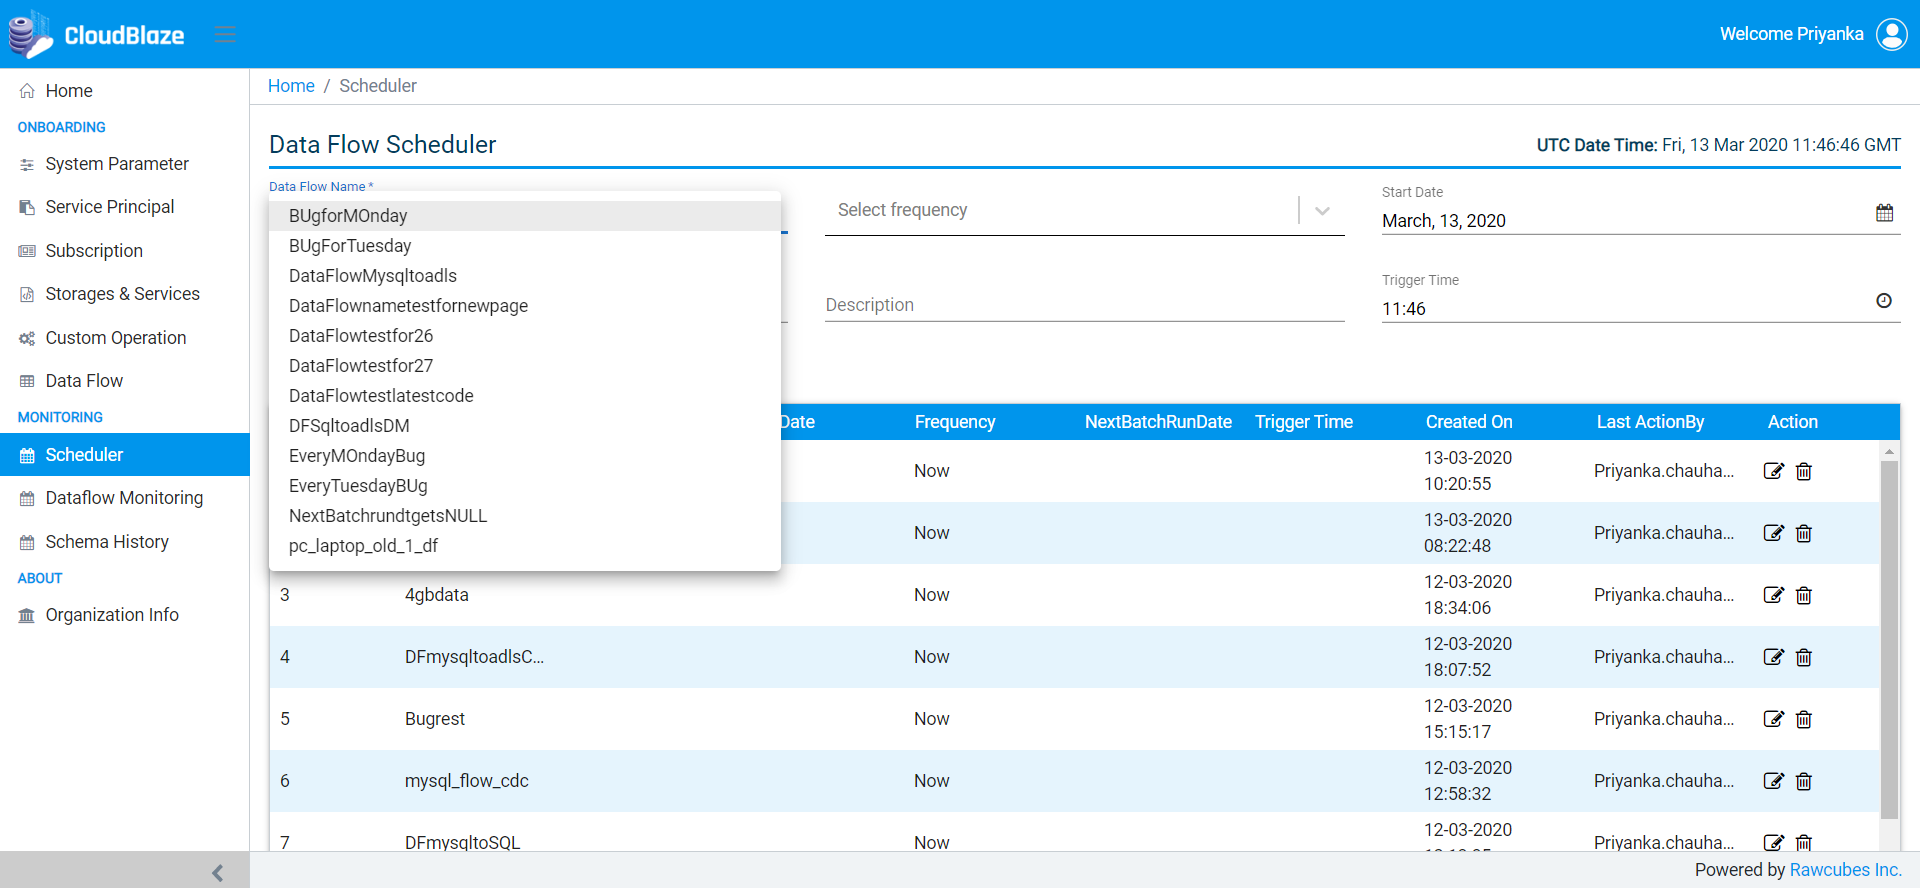 CloudBlaze
Welcome Priyanka
Home
ONBOARDING
System Parameter
Service Principal
Subscription
Storages & Services
Custom Operation
Data Flow
MONITORING
Scheduler
Dataflow Monitoring
Schema History
ABOUT
Organization Info
Home / Scheduler
Data Flow Scheduler
UTC Date Time: Fri, 13 Mar 2020 11:46:46 GMT
Data Flow Name *
BUgforMOnday
BUgForTuesday
DataFlowMysqltoadls
DataFlownametestfornewpage
DataFlowtestfor26
DataFlowtestfor27
DataFlowtestlatestcode
DFSqltoadlsDM
EveryMOndayBug
EveryTuesdayBUg
NextBatchrundtgetsNULL
pc_laptop_old_1_df
Select frequency
Start Date
March, 13, 2020
Description
Trigger Time
11:46
Date Frequency NextBatchRunDate Trigger Time Created On Last ActionBy Action
Now 13-03-2020 10:20:55 Priyanka.chauha...
Now 13-03-2020 08:22:48 Priyanka.chauha...
3 4gbdata Now 12-03-2020 18:34:06 Priyanka.chauha...
4 DFmysqltoadlsC... Now 12-03-2020 18:07:52 Priyanka.chauha...
5 Bugrest Now 12-03-2020 15:15:17 Priyanka.chauha...
6 mysql_flow_cdc Now 12-03-2020 12:58:32 Priyanka.chauha...
7 DFmysqltoSQL Now 12-03-2020 Priyanka.chauha...
Powered by Rawcubes Inc.